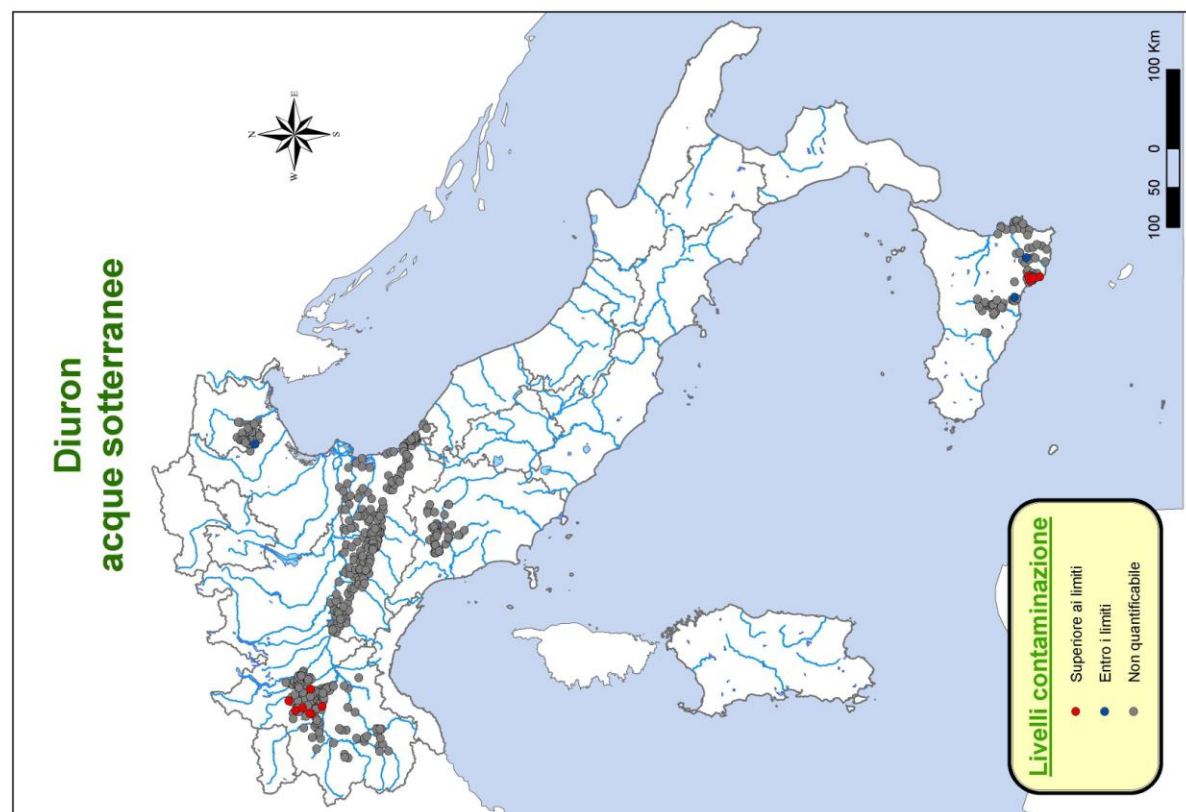 Diuron
acque sotterranee
N
W
E
S
Livelli contaminazione
Superiore ai limiti
Entro i limiti
Non quantificabile
100 50 0 100 Km